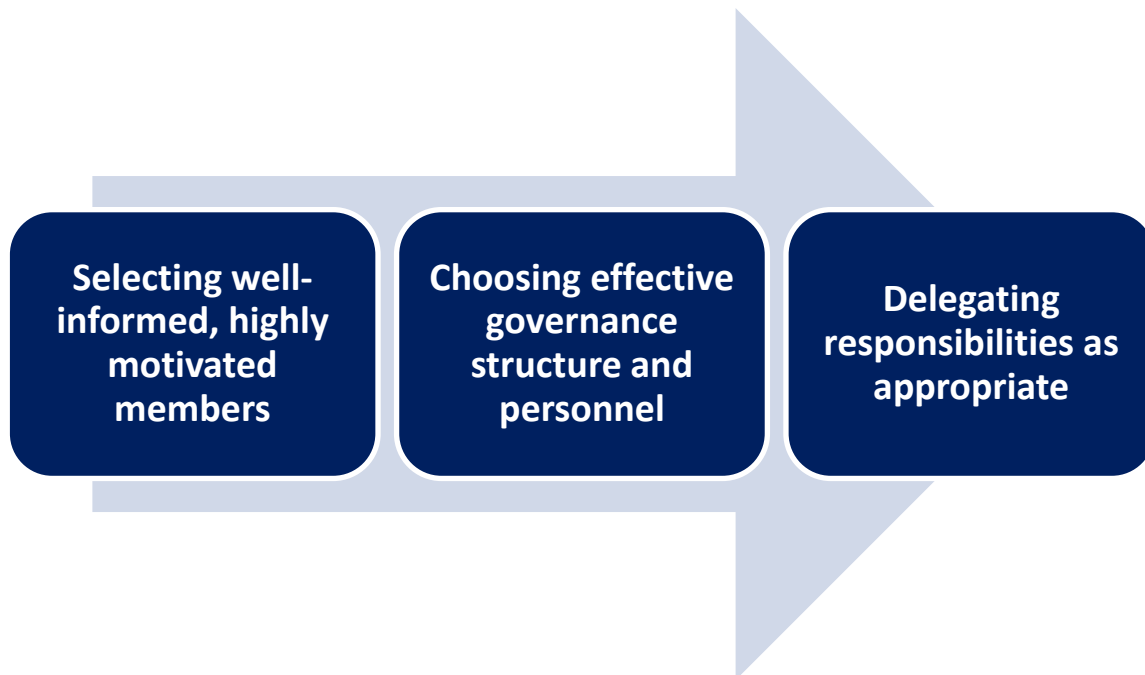 Selecting well-
informed, highly
motivated
members
Choosing effective
governance
structure and
personnel
Delegating
responsibilities as
appropriate